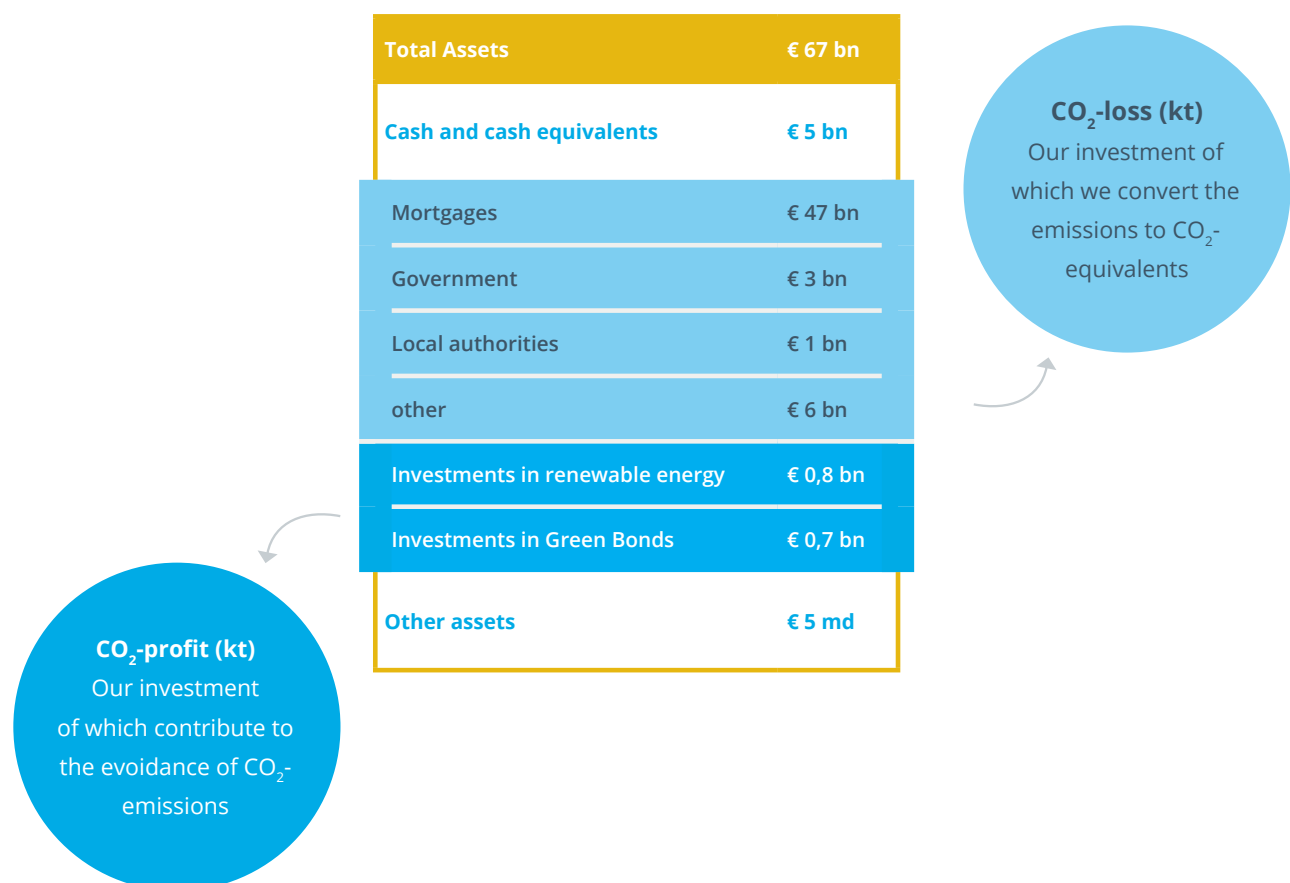 Total Assets € 67 bn
Cash and cash equivalents € 5 bn
Mortgages € 47 bn
Government € 3 bn
Local authorities € 1 bn
other € 6 bn
Investments in renewable energy € 0,8 bn
Investments in Green Bonds € 0,7 bn
Other assets € 5 md
CO₂-loss (kt)
Our investment of
which we convert the
emissions to CO₂-
equivalents
CO₂-profit (kt)
Our investment
of which contribute to
the evoidance of CO₂-
emissions